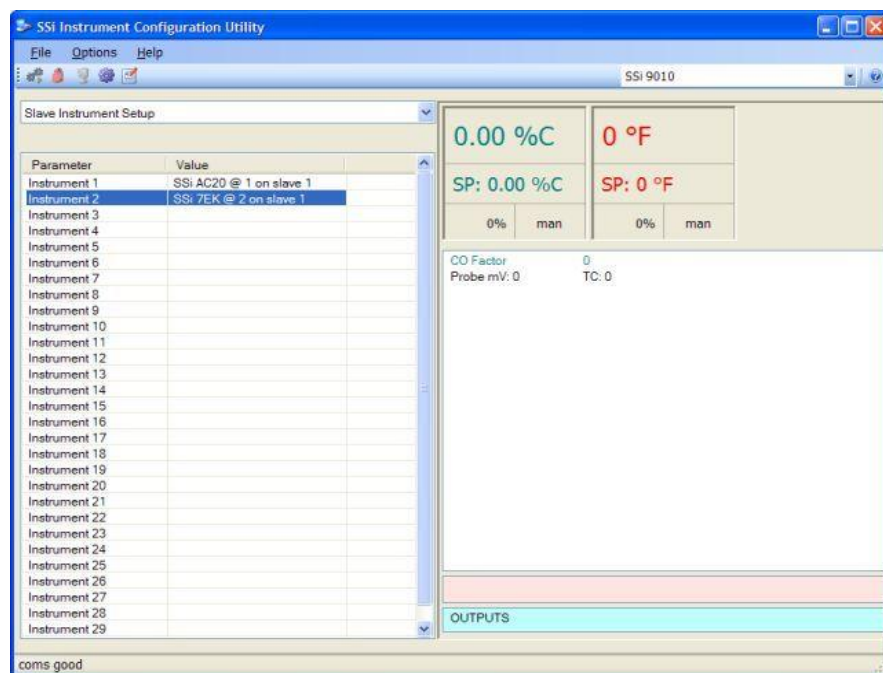 SSi Instrument Configuration Utility
File Options Help
SSi 9010
Slave Instrument Setup
Parameter Value
Instrument 1 SSi AC20 @ 1 on slave 1
Instrument 2 SSi 7EK @ 2 on slave 1
Instrument 3
Instrument 4
Instrument 5
Instrument 6
Instrument 7
Instrument 8
Instrument 9
Instrument 10
Instrument 11
Instrument 12
Instrument 13
Instrument 14
Instrument 15
Instrument 16
Instrument 17
Instrument 18
Instrument 19
Instrument 20
Instrument 21
Instrument 22
Instrument 23
Instrument 24
Instrument 25
Instrument 26
Instrument 27
Instrument 28
Instrument 29
0.00 %C
SP: 0.00 %C
0% man
0 °F
SP: 0 °F
0% man
CO Factor 0
Probe mV: 0 TC: 0
OUTPUTS
coms good